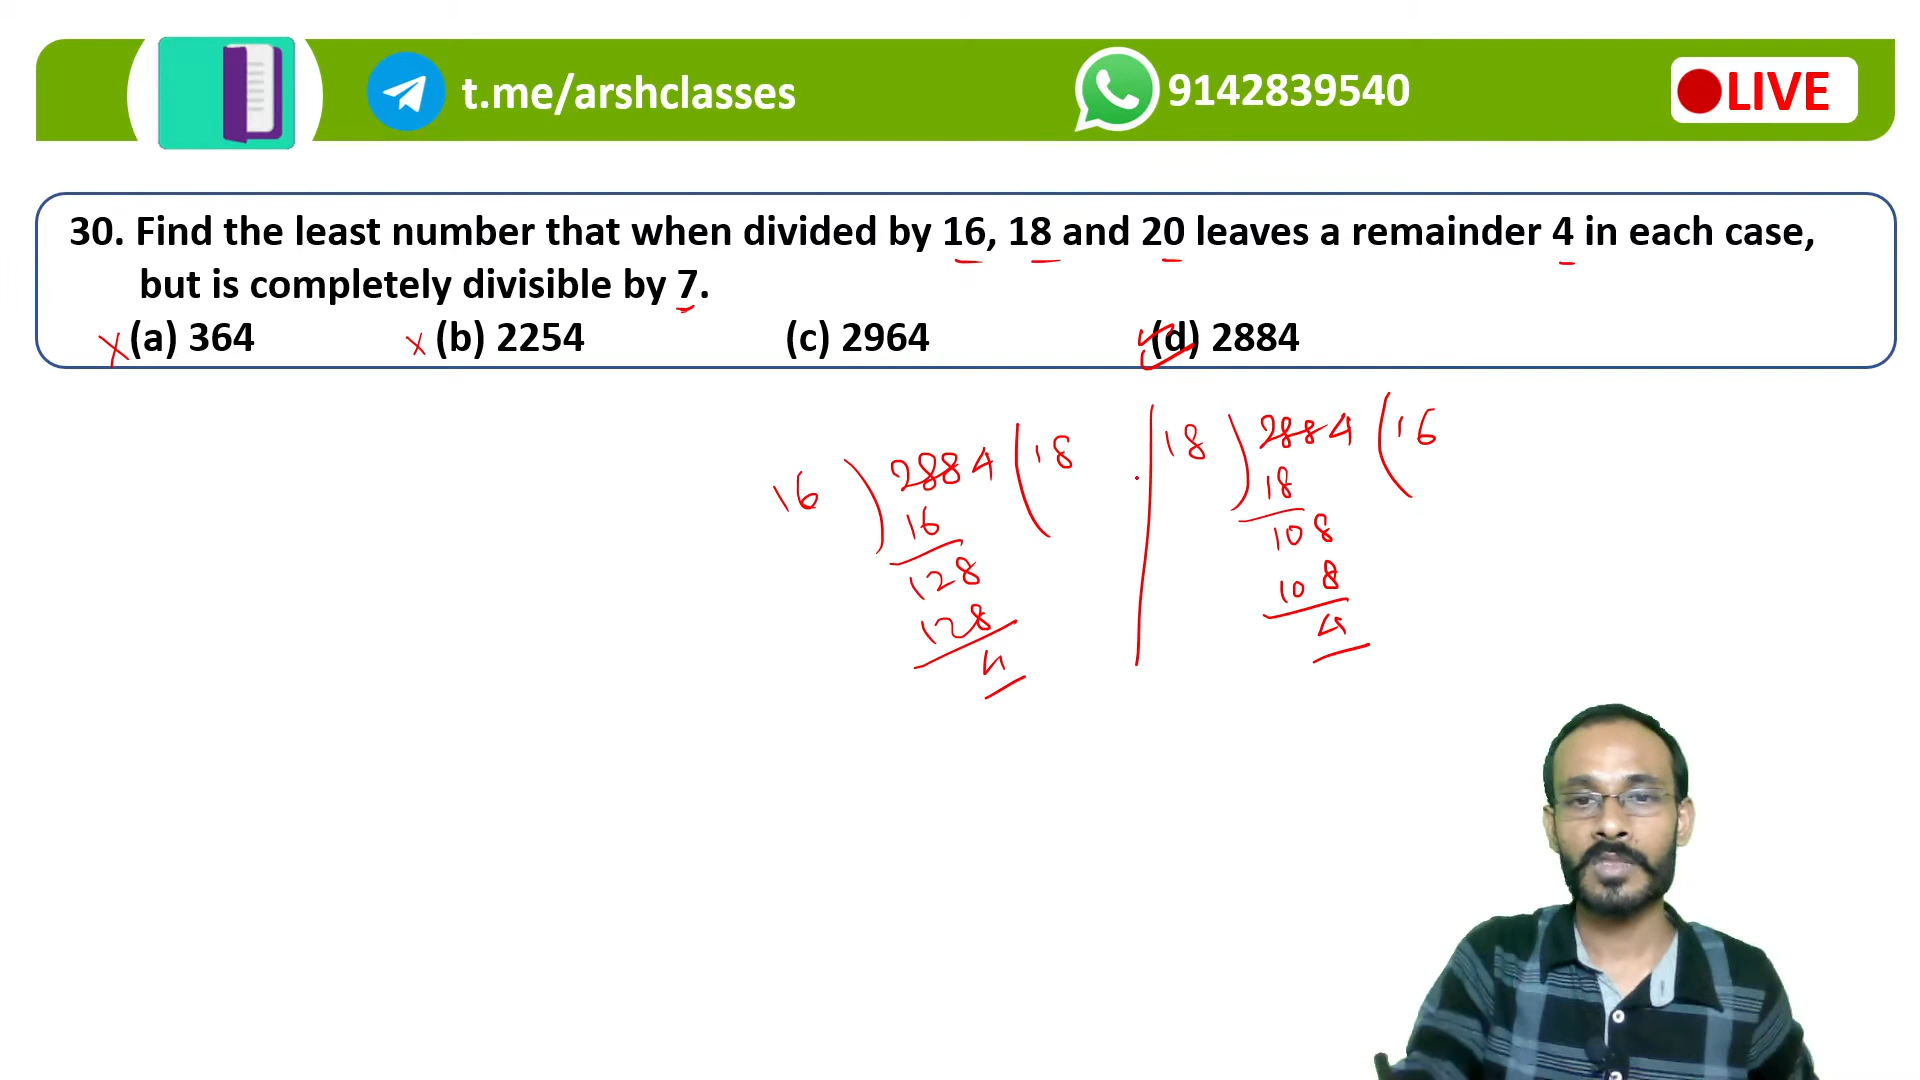 t.me/arshclasses 9142839540 LIVE
30. Find the least number that when divided by 16, 18 and 20 leaves a remainder 4 in each case,
but is completely divisible by 7.
(a) 364 (b) 2254 (c) 2964 (d) 2884
16 ) 2884 ( 18
16
128
128
4
18 ) 2884 ( 16
18
108
108
4